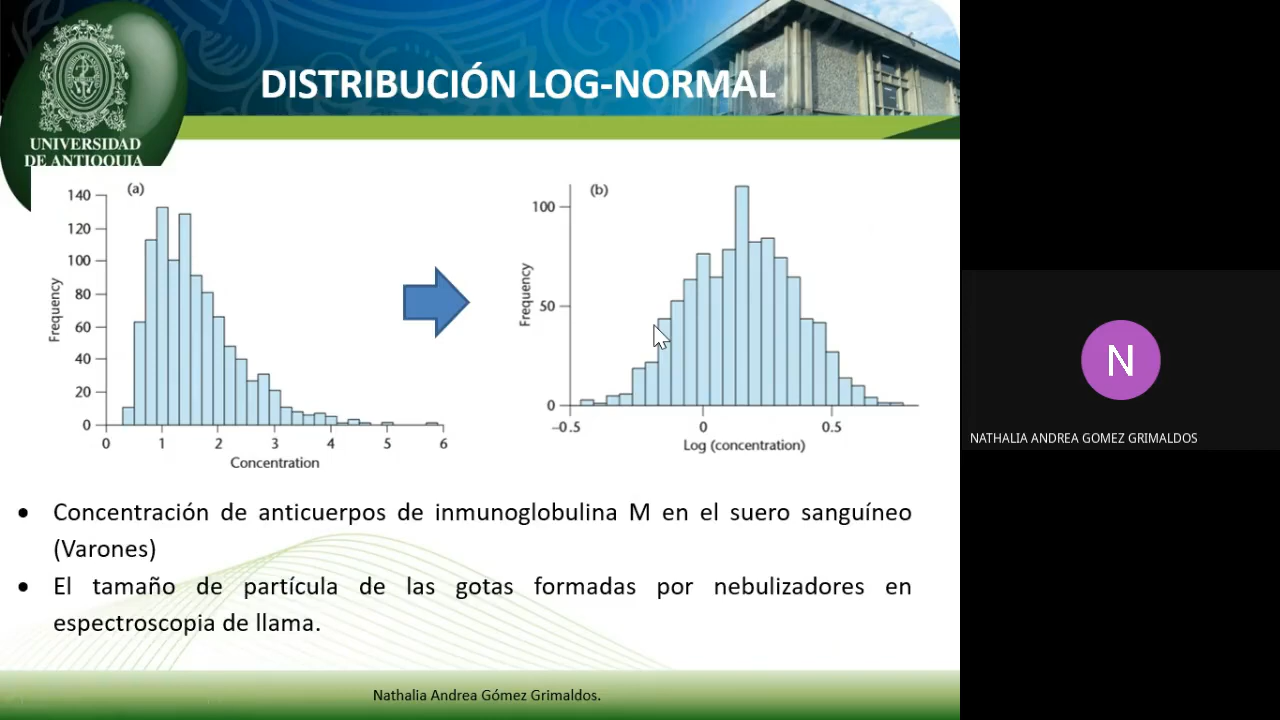 DISTRIBUCIÓN LOG-NORMAL
UNIVERSIDAD
DE ANTIOQUIA
(a)
140
120
100
80
60
40
20
0
Frequency
0 1 2 3 4 5 6
Concentration
(b)
100
50
0
Frequency
−0.5 0 0.5
Log (concentration)
• Concentración de anticuerpos de inmunoglobulina M en el suero sanguíneo
(Varones)
• El tamaño de partícula de las gotas formadas por nebulizadores en
espectroscopia de llama.
Nathalia Andrea Gómez Grimaldos.
N
NATHALIA ANDREA GOMEZ GRIMALDOS